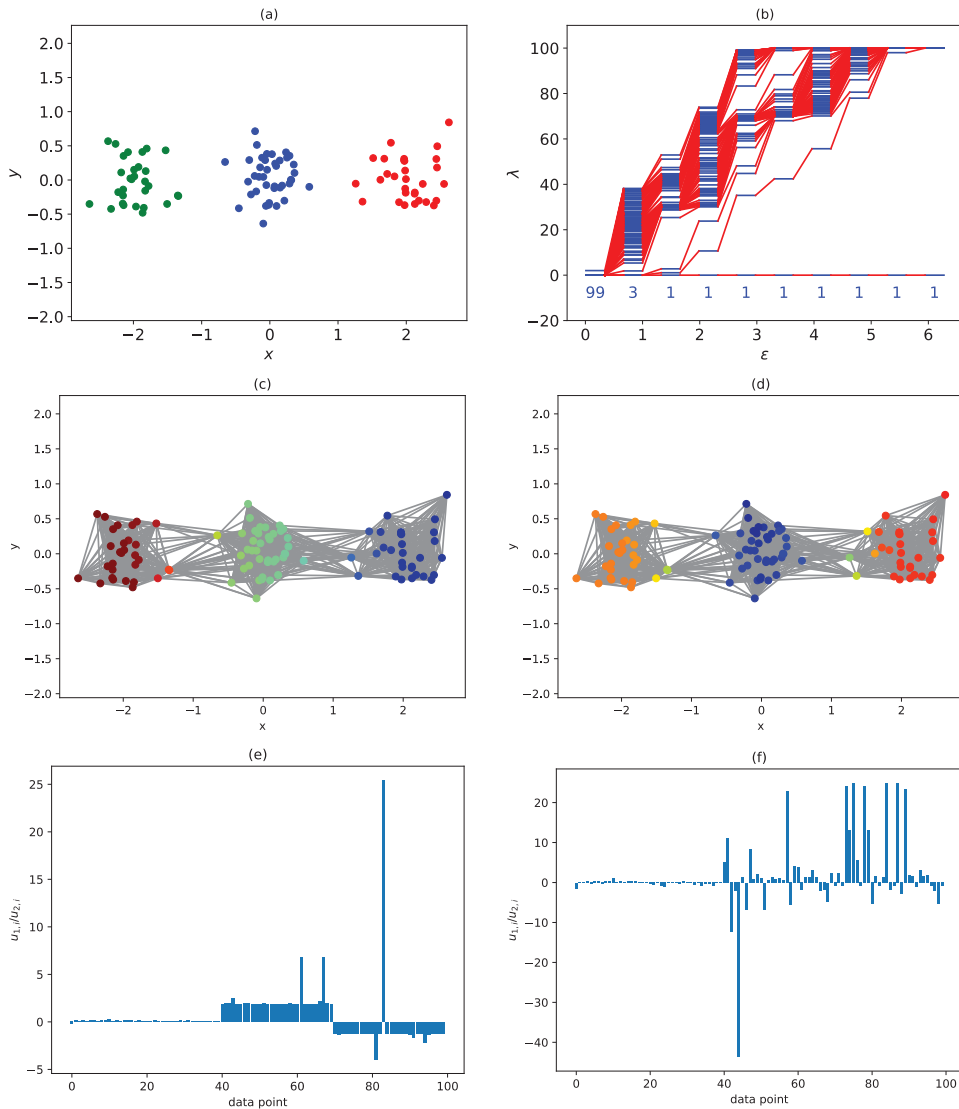 (a)
2.0
1.5
1.0
0.5
0.0
−0.5
−1.0
−1.5
−2.0
y
−2 −1 0 1 2
x
(b)
100
80
60
40
20
0
−20
λ
99 3 1 1 1 1 1 1 1 1
0 1 2 3 4 5 6
ε
(c)
2.0
1.5
1.0
0.5
0.0
−0.5
−1.0
−1.5
−2.0
y
−2 −1 0 1 2
x
(d)
2.0
1.5
1.0
0.5
0.0
−0.5
−1.0
−1.5
−2.0
y
−2 −1 0 1 2
x
(e)
25
20
15
10
5
0
−5
u1,i/u2,i
0 20 40 60 80 100
data point
(f)
20
10
0
−10
−20
−30
−40
u1,i/u2,i
0 20 40 60 80 100
data point